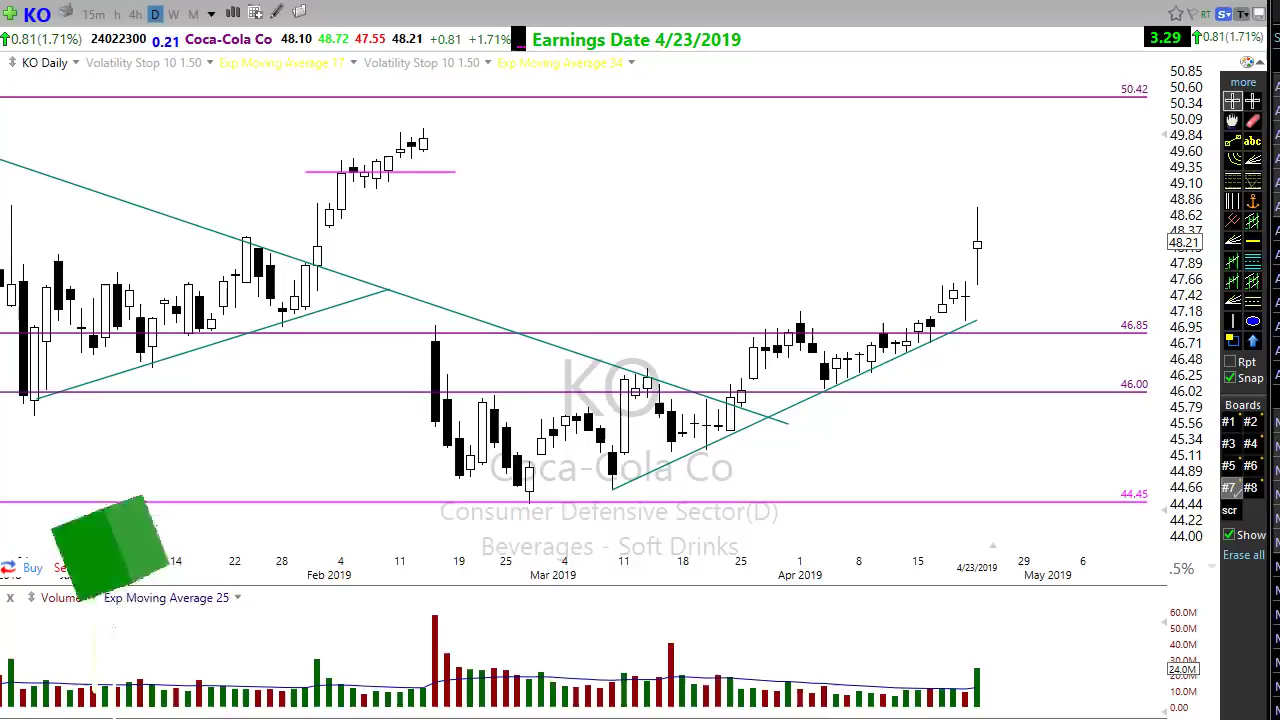 KO 15m h 4h D W M RT S T
0.81(1.71%) 24022300 0.21 Coca-Cola Co 48.10 48.72 47.55 48.21 +0.81 +1.71% Earnings Date 4/23/2019 3.29 0.81(1.71%)
KO Daily Volatility Stop 10 1.50 Exp Moving Average 17 Volatility Stop 10 1.50 Exp Moving Average 34
50.85
50.60
50.34
50.09
49.84
49.60
49.35
49.10
48.86
48.62
48.37
48.21
47.89
47.66
47.42
47.18
46.95
46.71
46.48
46.25
46.02
45.79
45.56
45.34
45.11
44.89
44.66
44.44
44.22
44.00
50.42
46.85
46.00
44.45
KO
Coca-Cola Co
Consumer Defensive Sector(D)
Beverages - Soft Drinks
more
abc
Rpt
Snap
Boards
#1 #2
#3 #4
#5 #6
#7 #8
scr
Show
Erase all
Buy
14 22 28 4 11 19 25 4 11 18 25 1 8 15 4/23/2019 29 6
Feb 2019 Mar 2019 Apr 2019 May 2019
.5%
x Volume Exp Moving Average 25
60.0M
50.0M
40.0M
30.0M
24.0M
20.0M
10.0M
0.00